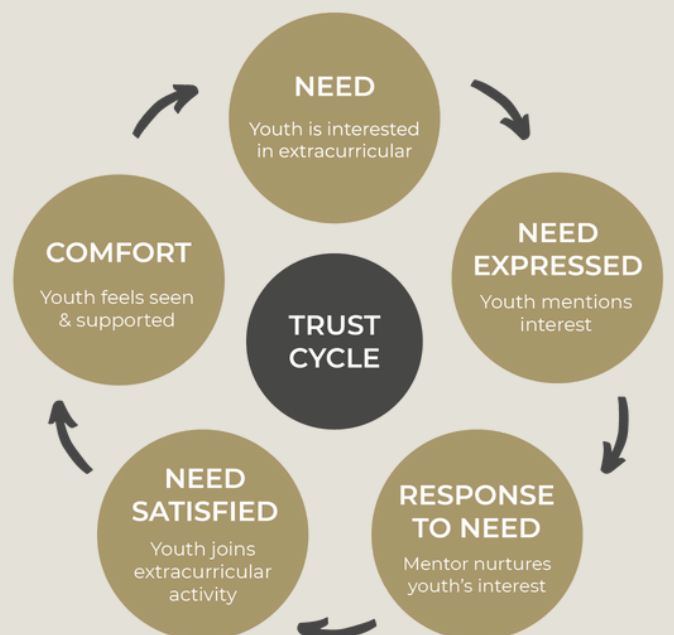 NEED
Youth is interested
in extracurricular
NEED
EXPRESSED
Youth mentions
interest
RESPONSE
TO NEED
Mentor nurtures
youth's interest
NEED
SATISFIED
Youth joins
extracurricular
activity
COMFORT
Youth feels seen
& supported
TRUST
CYCLE